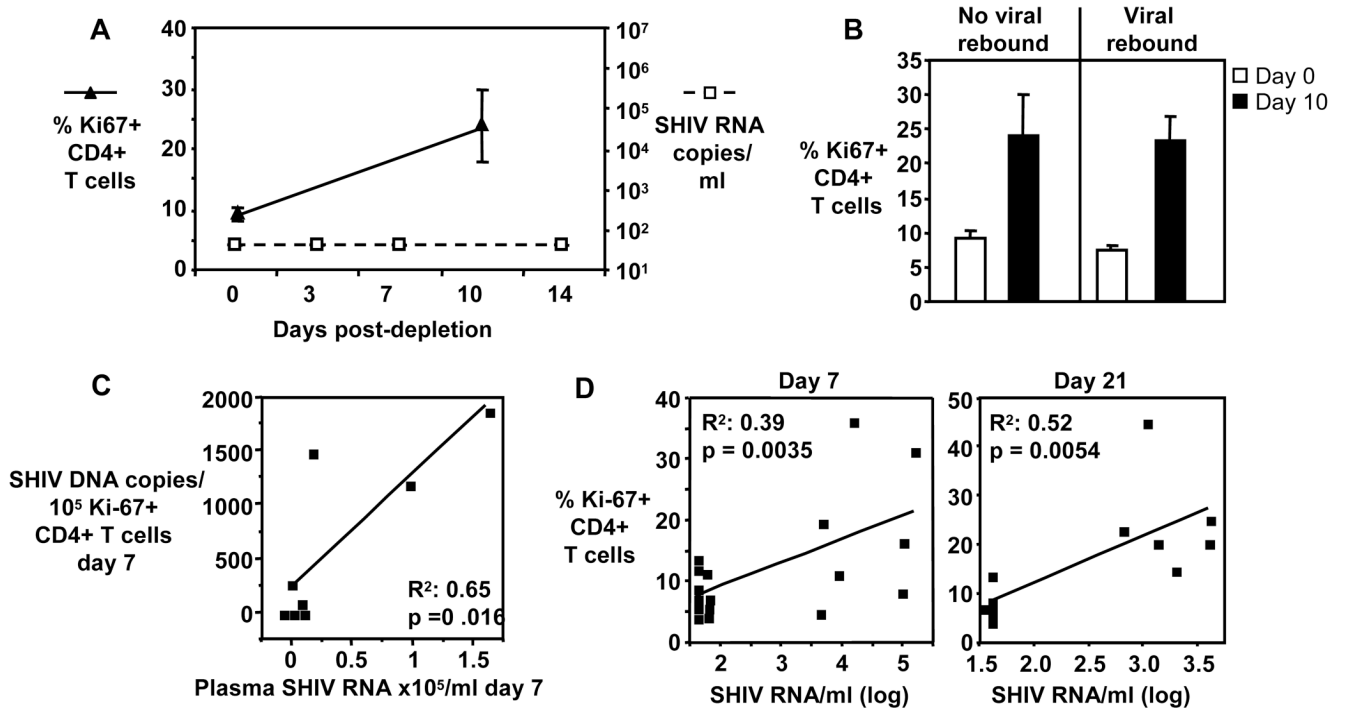 A
40
30
20
10
0
% Ki67+
CD4+
T cells
10⁷
10⁶
10⁵
10⁴
10³
10²
10¹
SHIV RNA
copies/
ml
0 3 7 10 14
Days post-depletion
B
No viral
rebound
Viral
rebound
Day 0
Day 10
35
30
25
20
15
10
5
0
% Ki67+
CD4+
T cells
C
2000
1500
1000
500
0
SHIV DNA copies/
10⁵ Ki-67+
CD4+ T cells
day 7
R²: 0.65
p =0 .016
0 0.5 1 1.5
Plasma SHIV RNA x10⁵/ml day 7
D
Day 7
40
30
20
10
0
% Ki-67+
CD4+
T cells
R²: 0.39
p = 0.0035
2 3 4 5
SHIV RNA/ml (log)
Day 21
50
40
30
20
10
0
R²: 0.52
p = 0.0054
1.5 2.0 2.5 3.0 3.5
SHIV RNA/ml (log)